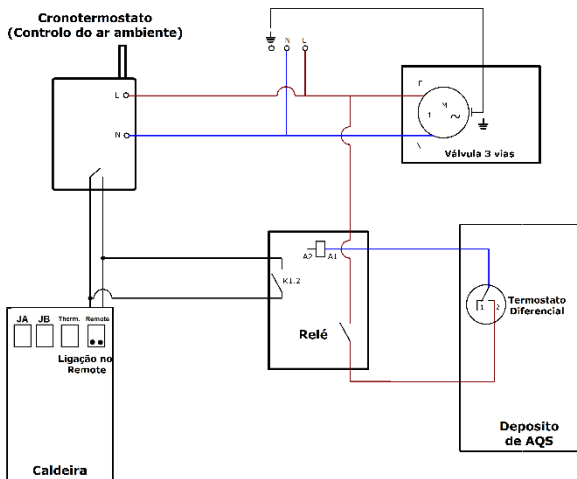 Cronotermostato
(Controlo do ar ambiente)
N L
L
N
M
1
Válvula 3 vias
A2 A1
K1.2
Relé
1 2
Termostato
Diferencial
Deposito
de AQS
JA JB Therm. Remote
Ligação no
Remote
Caldeira